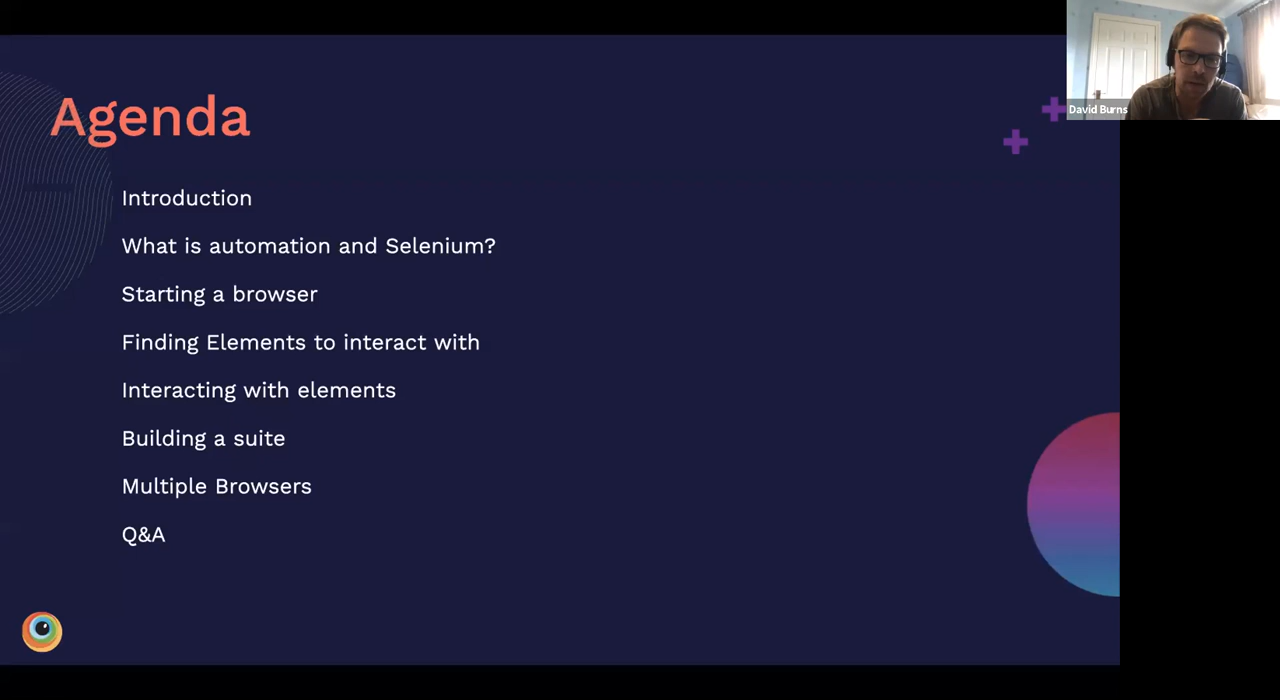 Agenda
Introduction
What is automation and Selenium?
Starting a browser
Finding Elements to interact with
Interacting with elements
Building a suite
Multiple Browsers
Q&A
David Burns